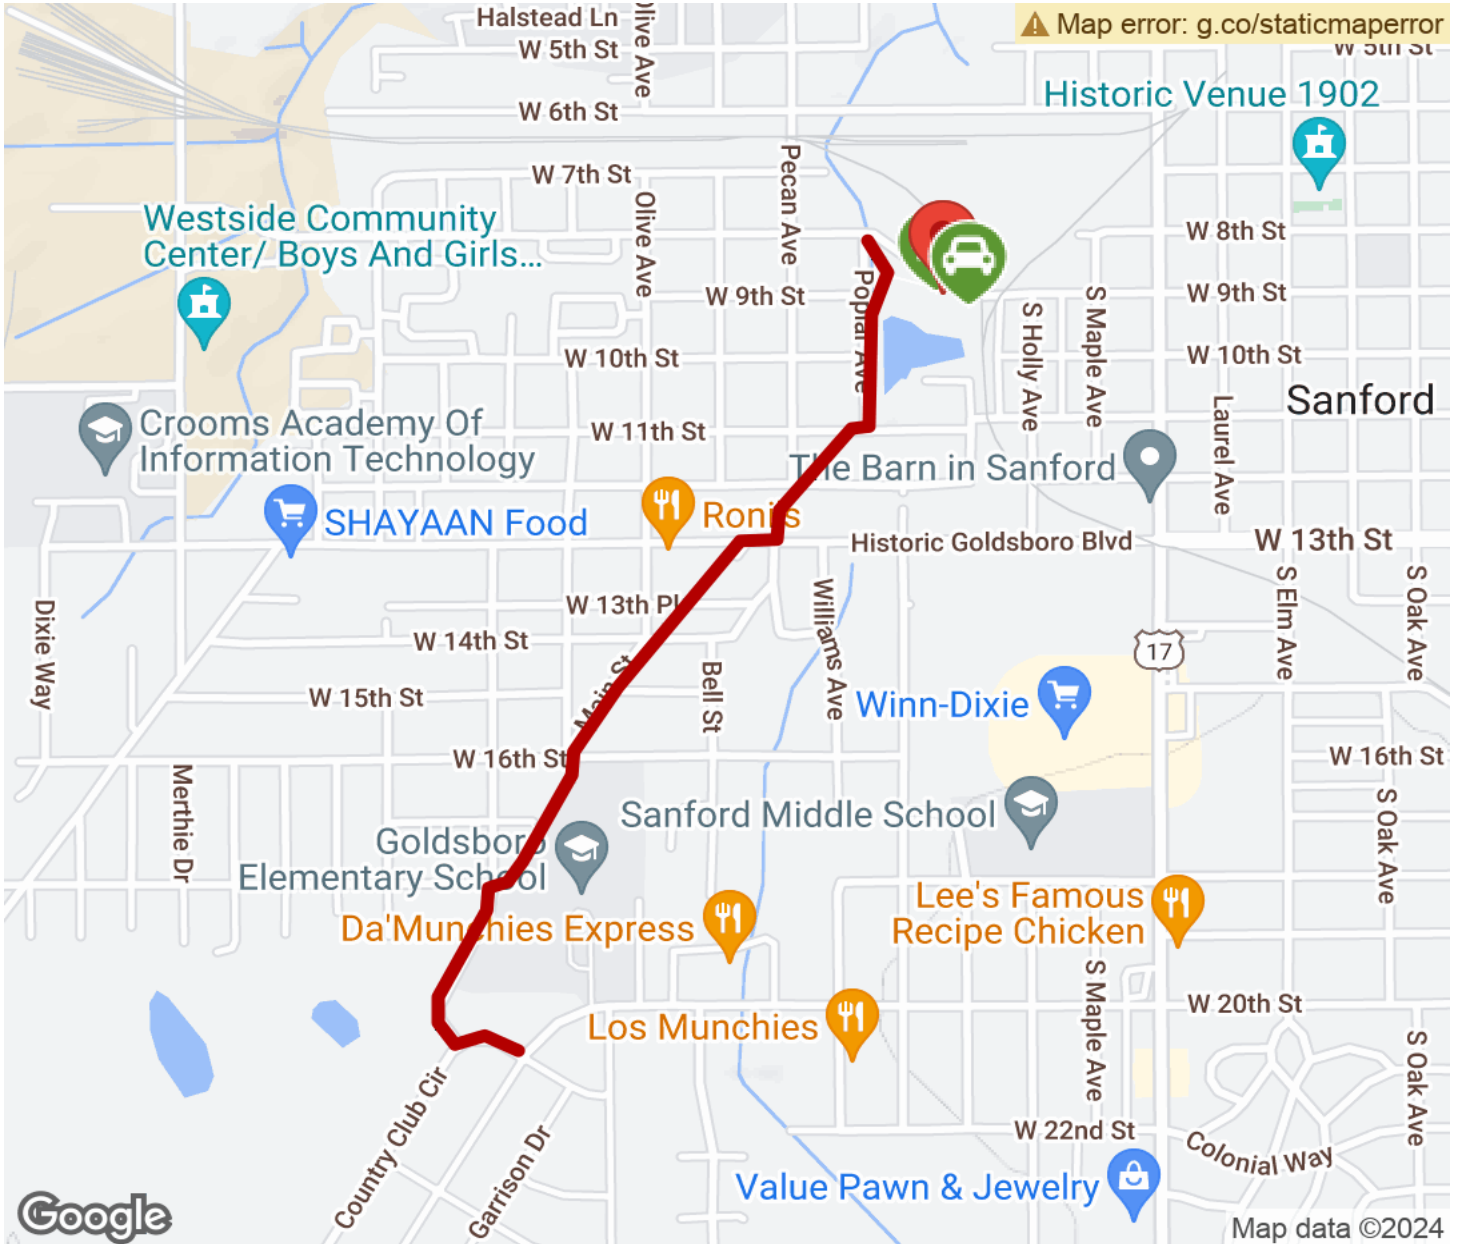 Halstead Ln
Olive Ave
Map error: g.co/staticmaperror
W 5th St
W 5th St
Historic Venue 1902
W 6th St
Pecan Ave
W 7th St
Olive Ave
Westside Community
Center/ Boys And Girls...
W 8th St
W 9th St
Poplar Ave
W 9th St
S Holly Ave
S Maple Ave
W 10th St
W 10th St
Sanford
Laurel Ave
Crooms Academy Of
Information Technology
W 11th St
The Barn in Sanford
SHAYAAN Food
Roni's
Historic Goldsboro Blvd
W 13th St
S Elm Ave
S Oak Ave
Dixie Way
W 13th Pl
Williams Ave
W 14th St
17
Main St
Bell St
W 15th St
Winn-Dixie
W 16th St
W 16th St
Merthie Dr
S Oak Ave
Sanford Middle School
Goldsboro
Elementary School
Lee's Famous
Recipe Chicken
Da'Munchies Express
S Maple Ave
W 20th St
Los Munchies
S Oak Ave
Country Club Cir
Garrison Dr
W 22nd St
Colonial Way
Value Pawn & Jewelry
Google
Map data ©2024